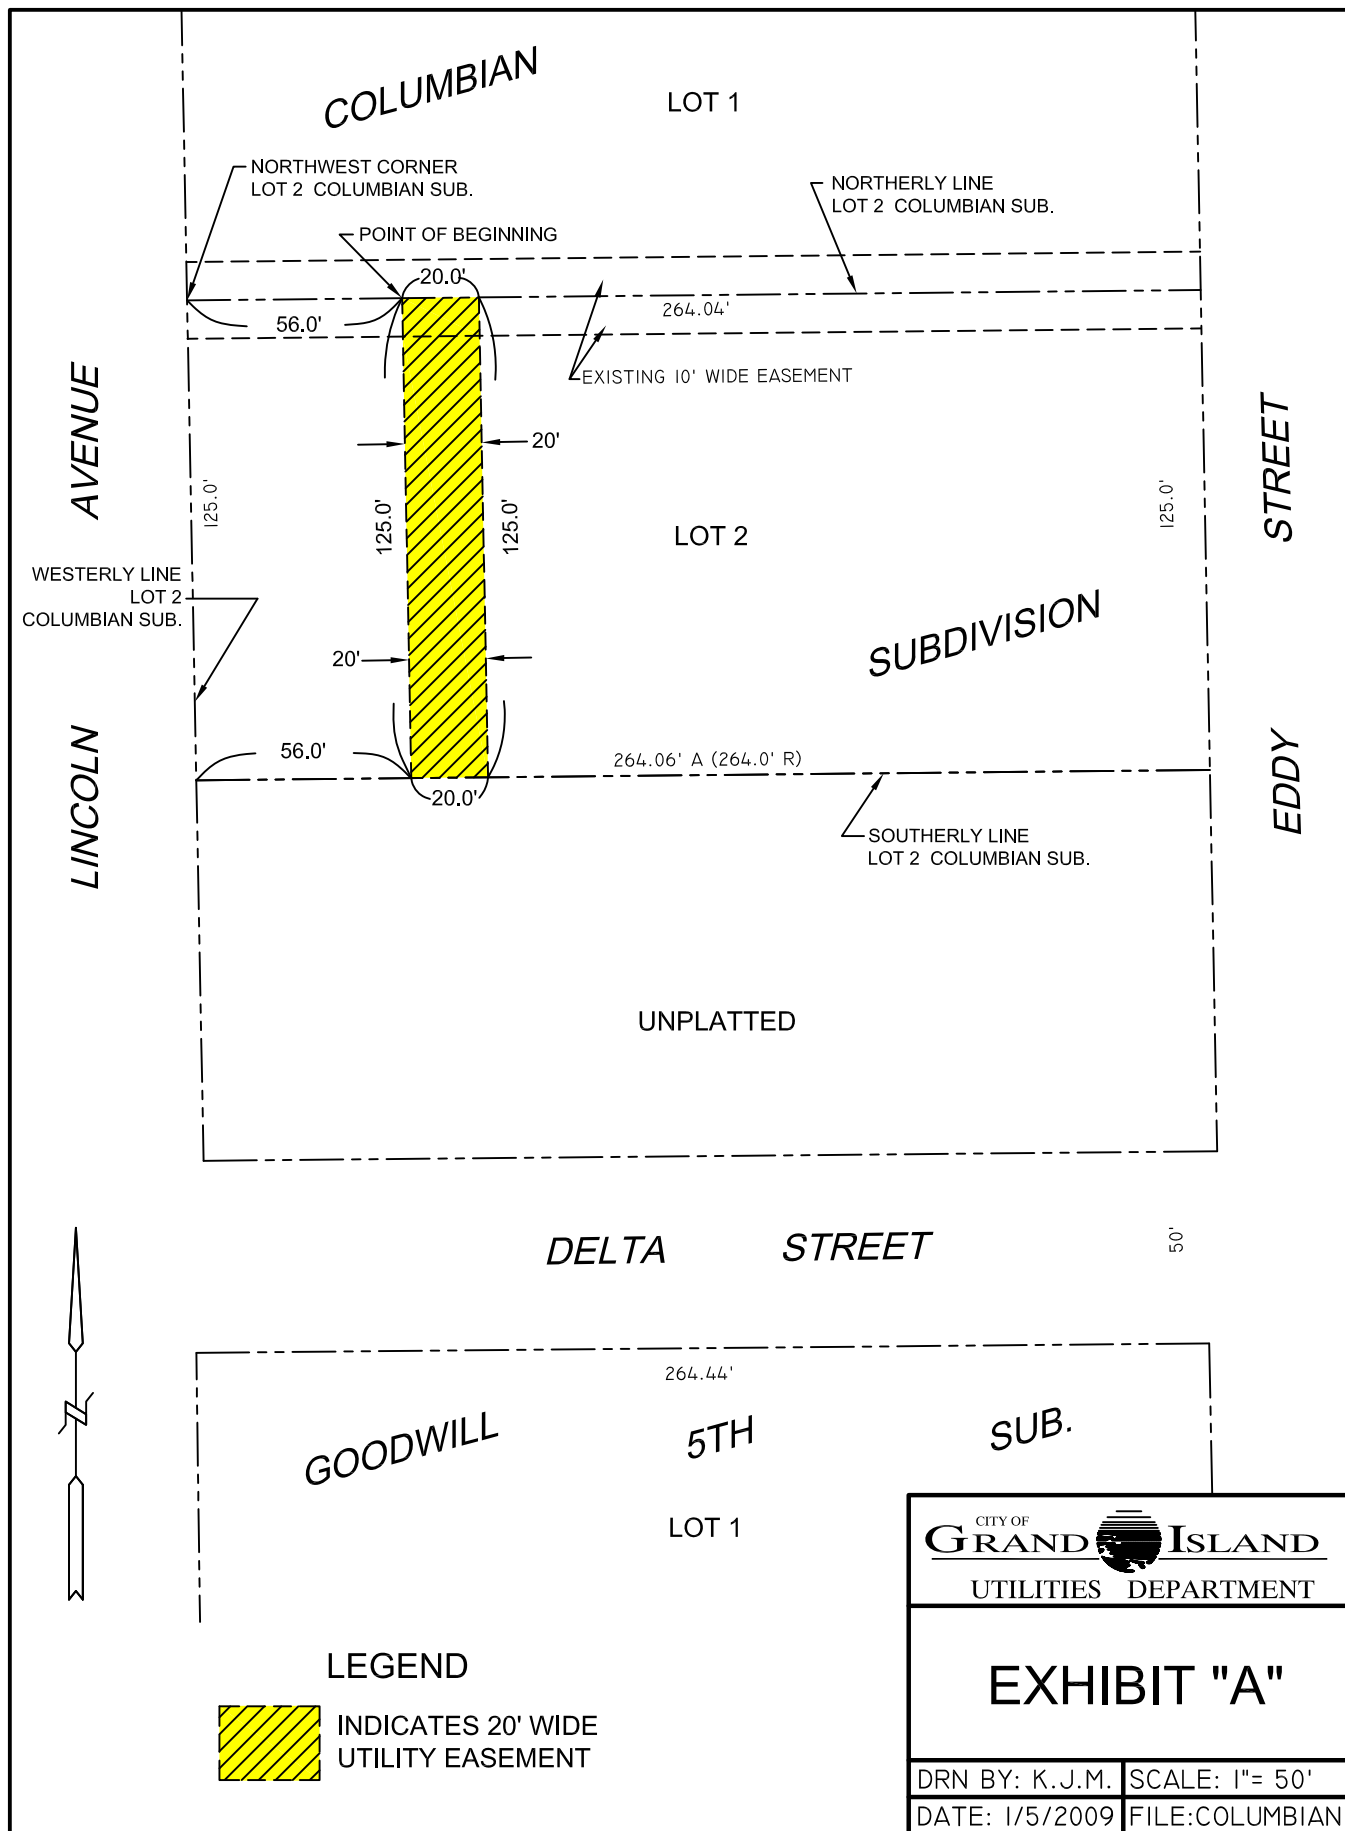 COLUMBIAN
LOT 1
NORTHWEST CORNER
LOT 2 COLUMBIAN SUB.
NORTHERLY LINE
LOT 2 COLUMBIAN SUB.
POINT OF BEGINNING
20.0'
264.04'
56.0'
EXISTING 10' WIDE EASEMENT
AVENUE
STREET
20'
125.0'
125.0'
125.0'
125.0'
LOT 2
WESTERLY LINE
LOT 2
COLUMBIAN SUB.
SUBDIVISION
20'
56.0'
264.06' A (264.0' R)
20.0'
LINCOLN
EDDY
SOUTHERLY LINE
LOT 2 COLUMBIAN SUB.
UNPLATTED
DELTA STREET
50'
264.44'
GOODWILL 5TH SUB.
LOT 1
CITY OF
GRAND ISLAND
UTILITIES DEPARTMENT
EXHIBIT "A"
LEGEND
INDICATES 20' WIDE
UTILITY EASEMENT
DRN BY: K.J.M. SCALE: 1"= 50'
DATE: 1/5/2009 FILE:COLUMBIAN